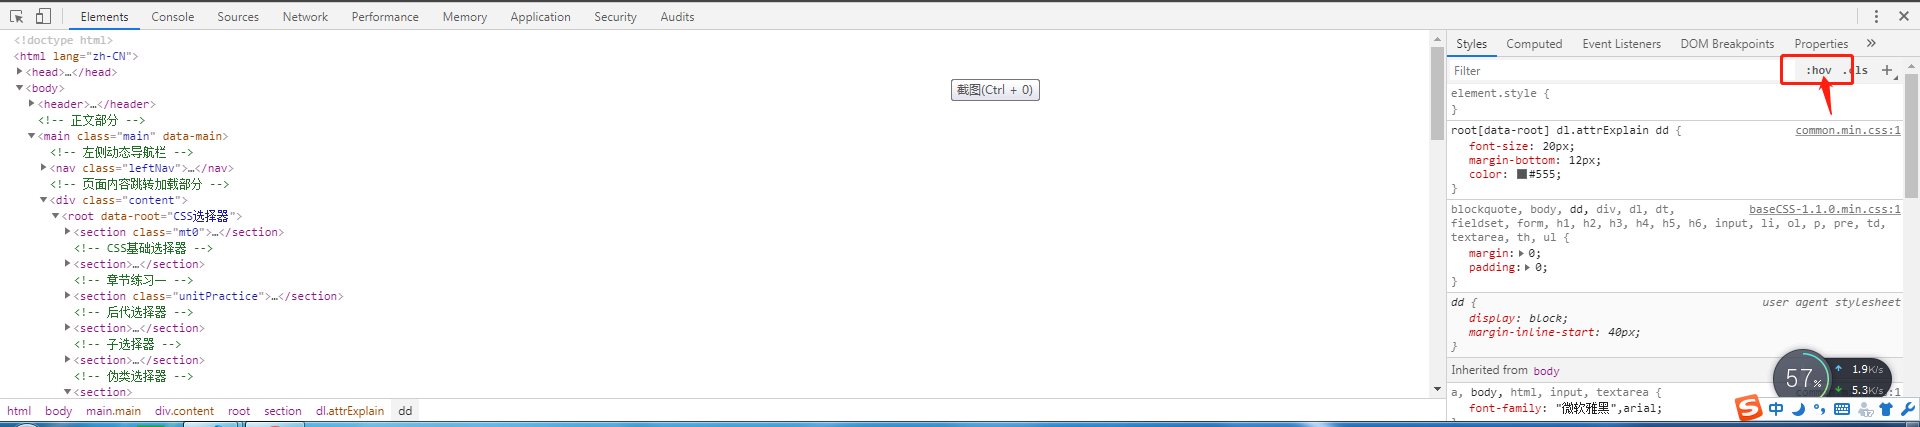 Elements Console Sources Network Performance Memory Application Security Audits
<!doctype html>
<html lang="zh-CN">
<head>…</head>
<body>
<header>…</header>
<!-- 正文部分 -->
<main class="main" data-main>
<!-- 左侧动态导航栏 -->
<nav class="leftNav">…</nav>
<!-- 页面内容跳转加载部分 -->
<div class="content">
<root data-root="CSS选择器">
<section class="mt0">…</section>
<!-- CSS基础选择器 -->
<section>…</section>
<!-- 章节练习一 -->
<section class="unitPractice">…</section>
<!-- 后代选择器 -->
<section>…</section>
<!-- 子选择器 -->
<section>…</section>
<!-- 伪类选择器 -->
<section>
html body main.main div.content root section dl.attrExplain dd
截图(Ctrl + 0)
Styles Computed Event Listeners DOM Breakpoints Properties »
Filter :hov .cls +
element.style {
}
root[data-root] dl.attrExplain dd { common.min.css:1
font-size: 20px;
margin-bottom: 12px;
color: #555;
}
blockquote, body, dd, div, dl, dt, baseCSS-1.1.0.min.css:1
fieldset, form, h1, h2, h3, h4, h5, h6, input, li, ol, p, pre, td,
textarea, th, ul {
margin: 0;
padding: 0;
}
dd { user agent stylesheet
display: block;
margin-inline-start: 40px;
}
Inherited from body
a, body, html, input, textarea { :1
font-family: "微软雅黑",arial;
57%
1.9K/s
5.3K/s
S 中